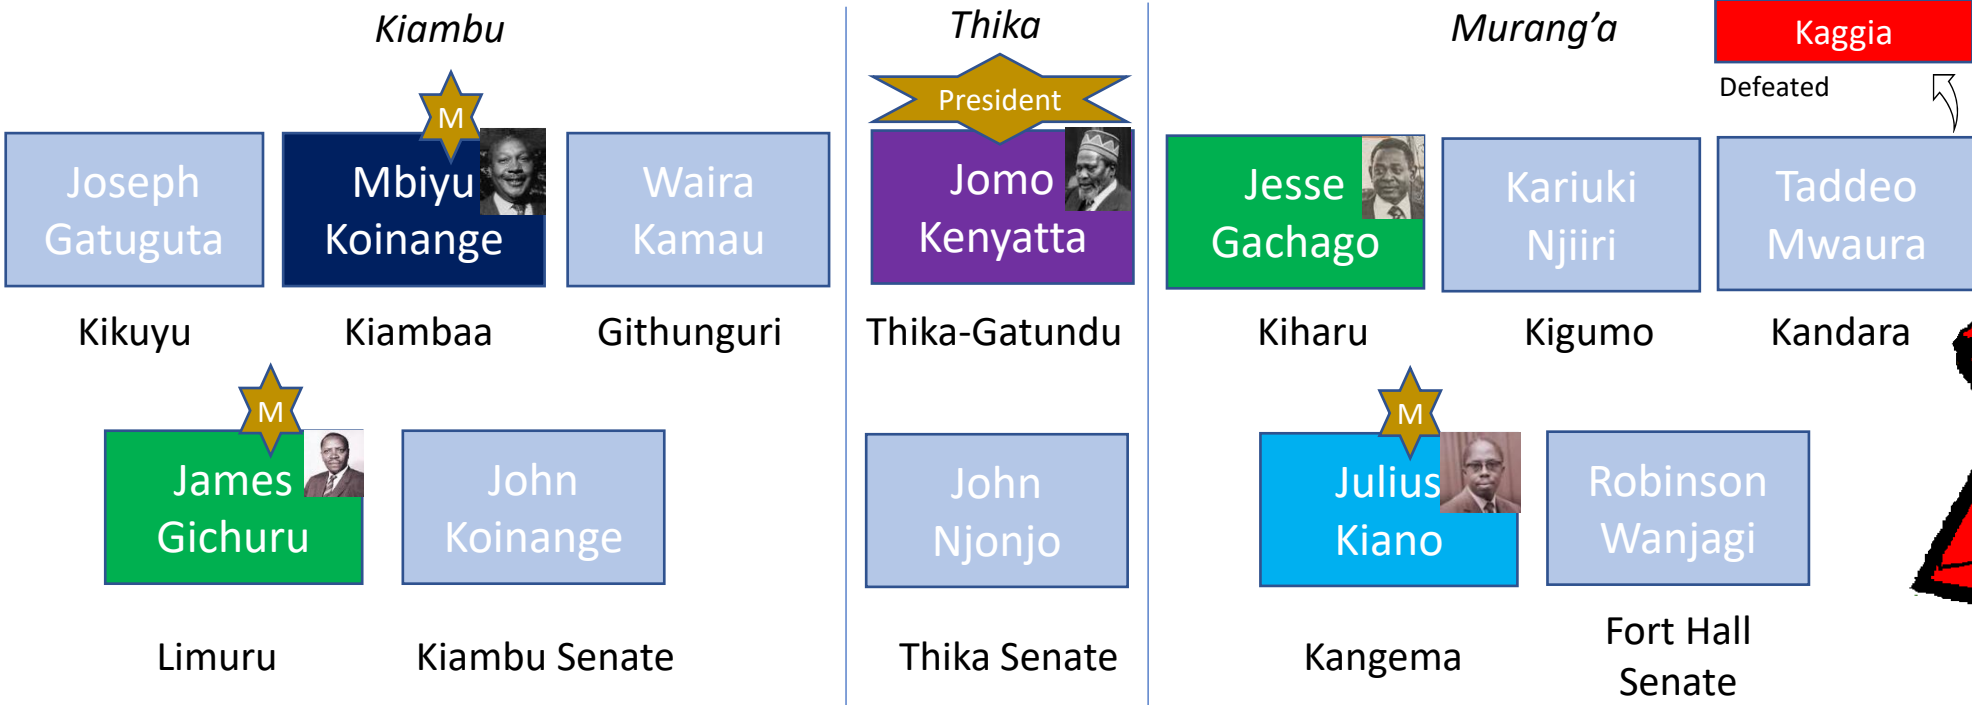 Kiambu
Thika
Murang'a
Kaggia
Defeated
M
President
Joseph
Gatuguta
Mbiyu
Koinange
Waira
Kamau
Jomo
Kenyatta
Jesse
Gachago
Kariuki
Njiiri
Taddeo
Mwaura
Kikuyu
Kiambaa
Githunguri
Thika-Gatundu
Kiharu
Kigumo
Kandara
M
M
James
Gichuru
John
Koinange
John
Njonjo
Julius
Kiano
Robinson
Wanjagi
Limuru
Kiambu Senate
Thika Senate
Kangema
Fort Hall
Senate